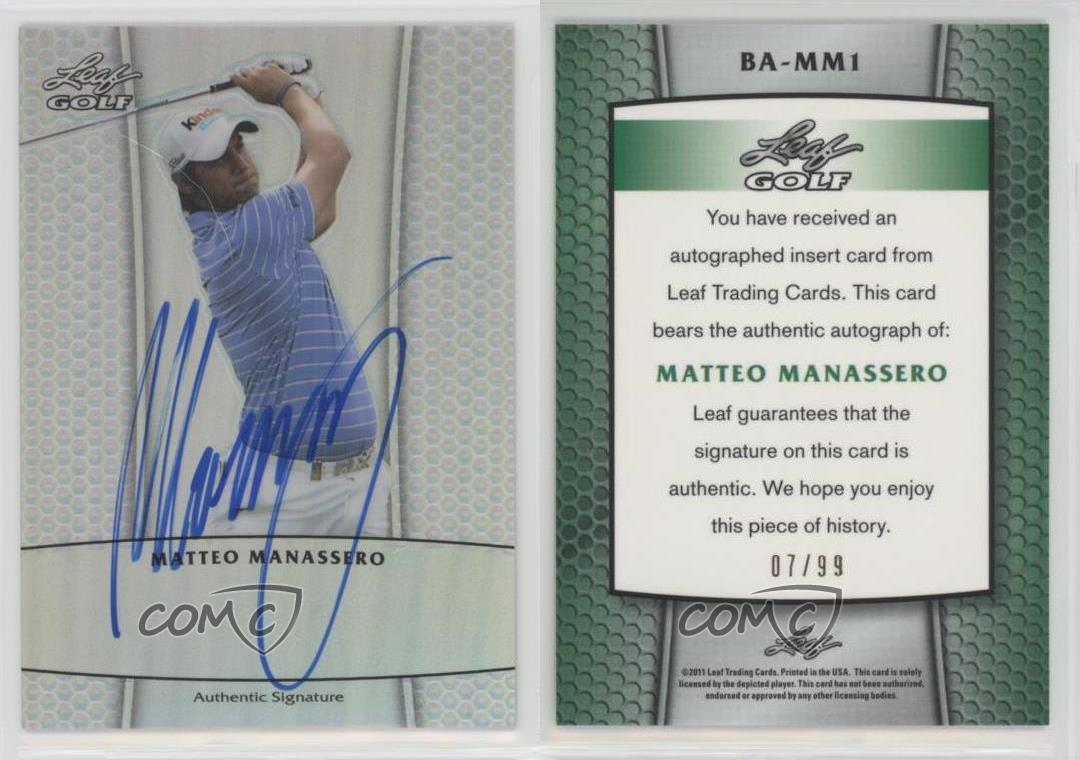 Leaf
GOLF
Kinder
Titleist
MATTEO MANASSERO
COMC
Authentic Signature
BA-MM1
Leaf
GOLF
You have received an
autographed insert card from
Leaf Trading Cards. This card
bears the authentic autograph of:
MATTEO MANASSERO
Leaf guarantees that the
signature on this card is
authentic. We hope you enjoy
this piece of history.
07/99
COMC
Leaf
©2011 Leaf Trading Cards. Printed in the USA. This card is solely
licensed by the depicted player. This card has not been authorized,
endorsed or approved by any other licensing bodies.